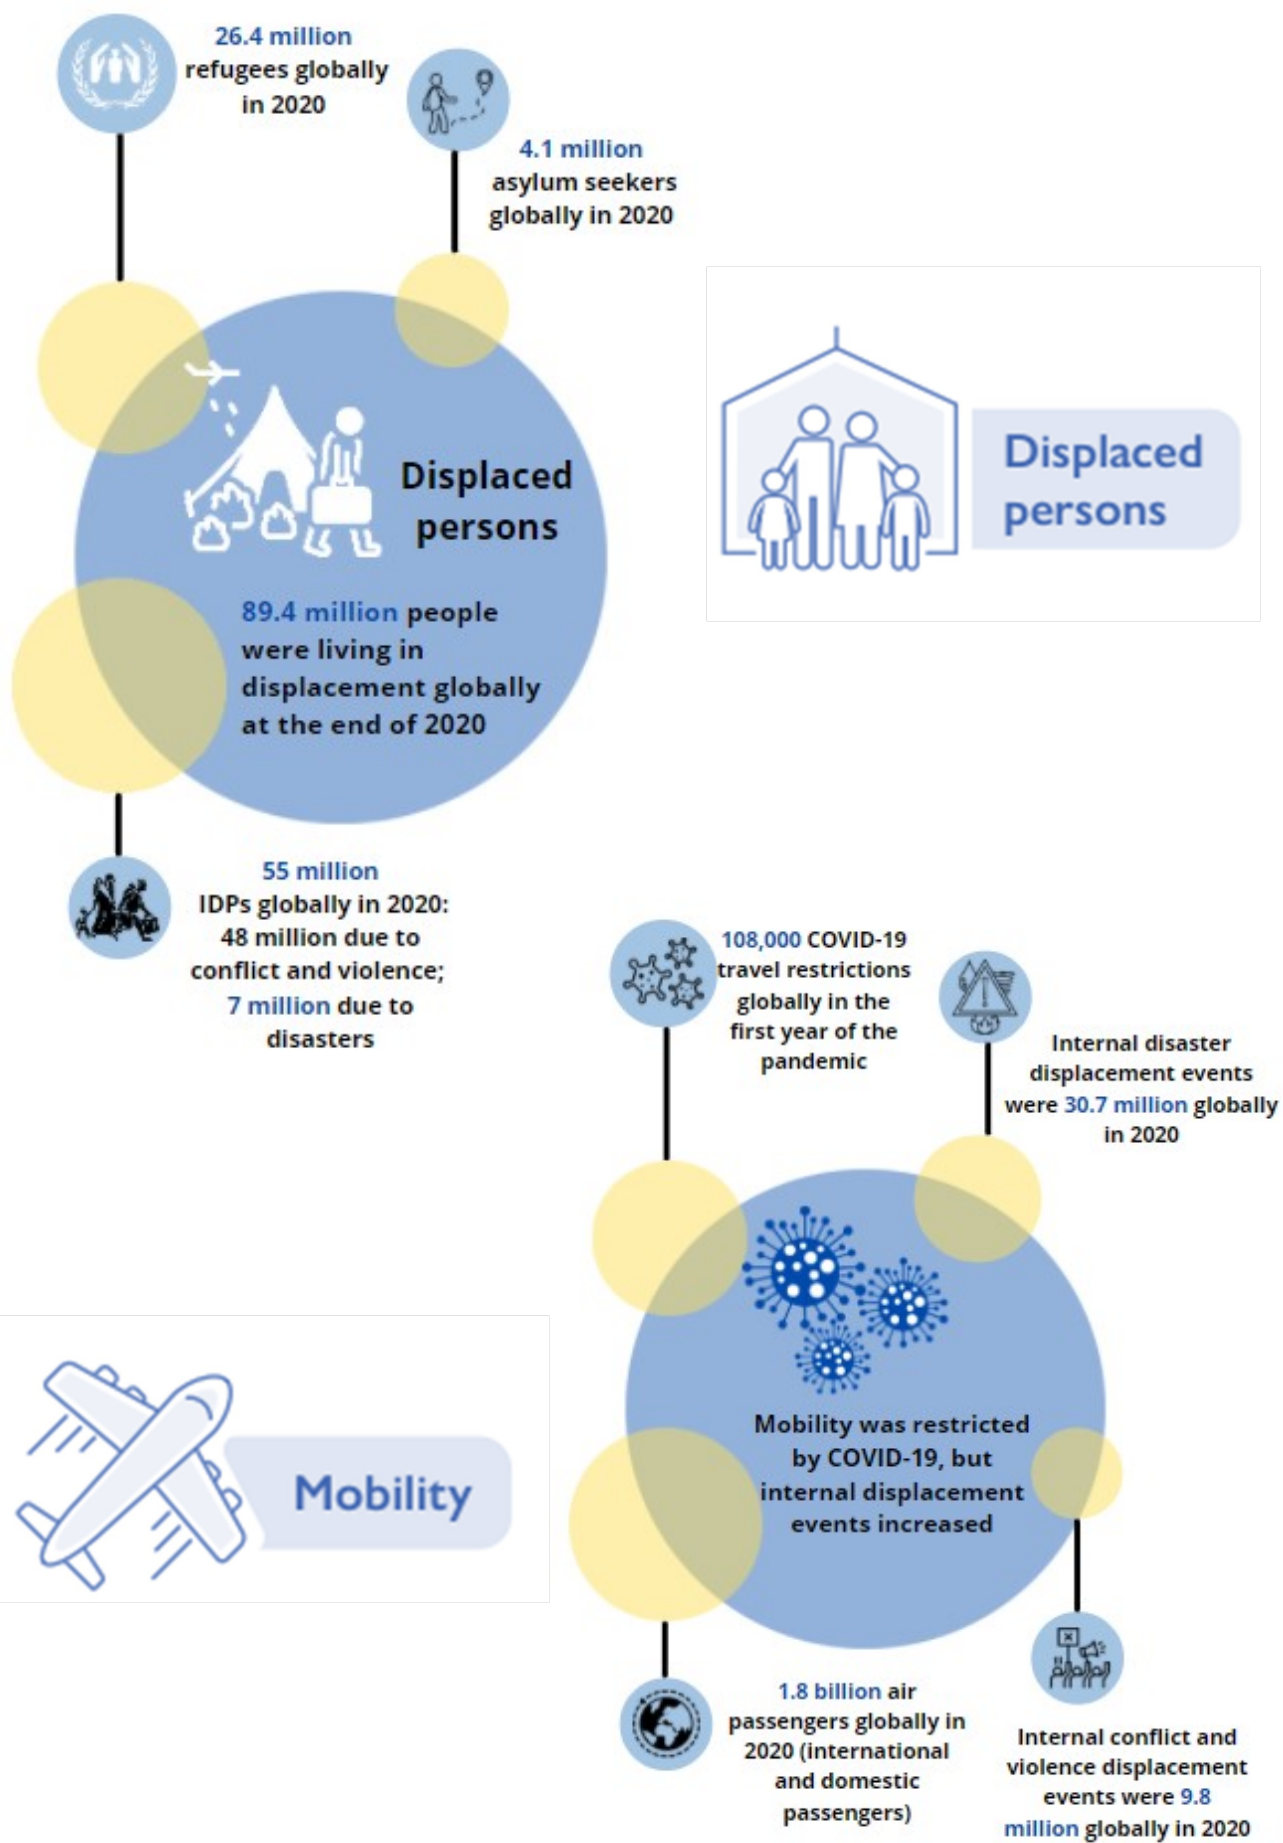 26.4 million
refugees globally
in 2020
4.1 million
asylum seekers
globally in 2020
Displaced
persons
89.4 million people
were living in
displacement globally
at the end of 2020
Displaced
persons
55 million
IDPs globally in 2020:
48 million due to
conflict and violence;
7 million due to
disasters
108,000 COVID-19
travel restrictions
globally in the
first year of the
pandemic
Internal disaster
displacement events
were 30.7 million globally
in 2020
Mobility was restricted
by COVID-19, but
internal displacement
events increased
Mobility
1.8 billion air
passengers globally in
2020 (international
and domestic
passengers)
Internal conflict and
violence displacement
events were 9.8
million globally in 2020